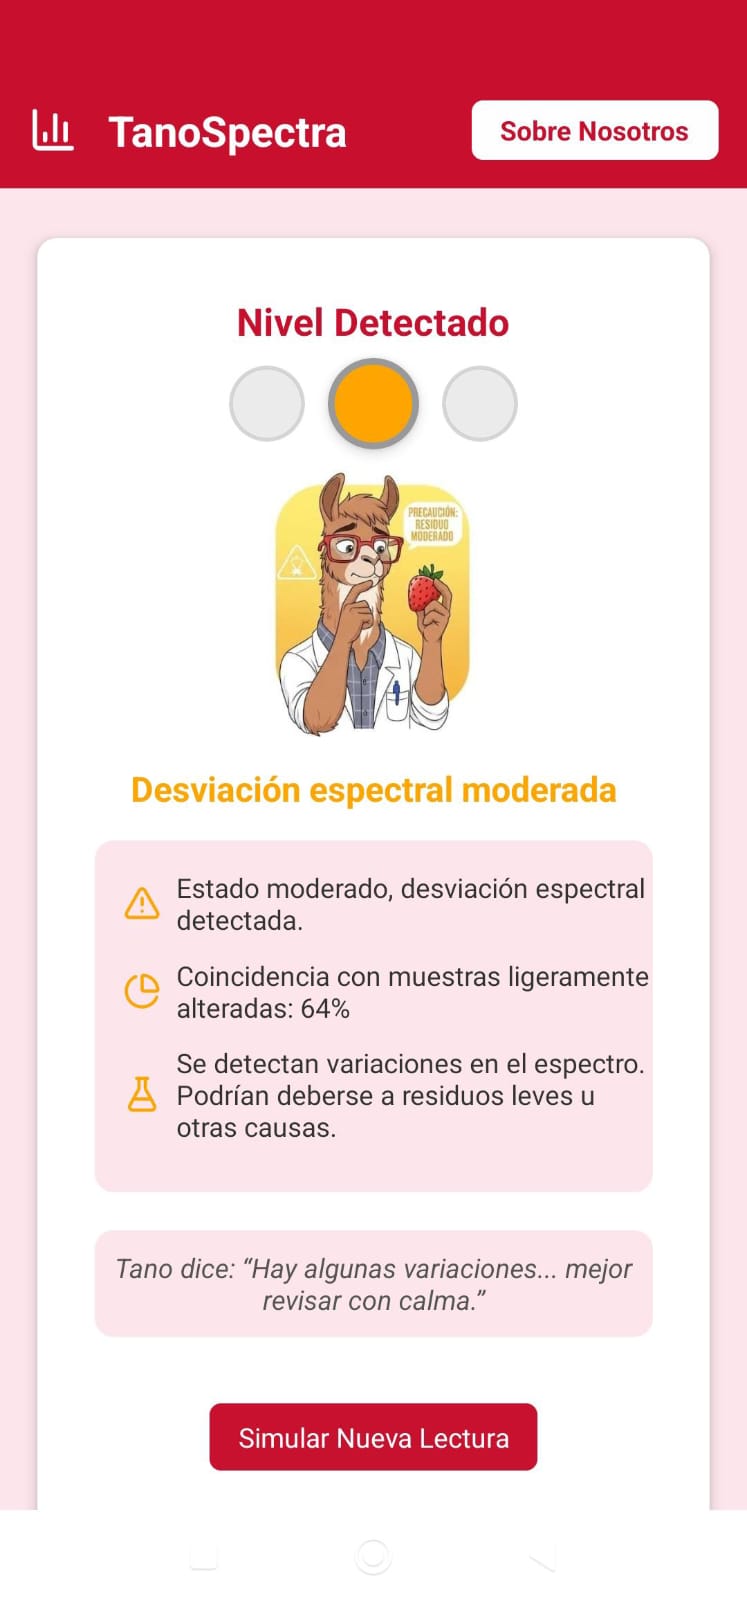 TanoSpectra
Sobre Nosotros
Nivel Detectado
PRECAUCIÓN:
RESIDUO
MODERADO
Desviación espectral moderada
Estado moderado, desviación espectral
detectada.
Coincidencia con muestras ligeramente
alteradas: 64%
Se detectan variaciones en el espectro.
Podrían deberse a residuos leves u
otras causas.
Tano dice: “Hay algunas variaciones... mejor
revisar con calma.”
Simular Nueva Lectura